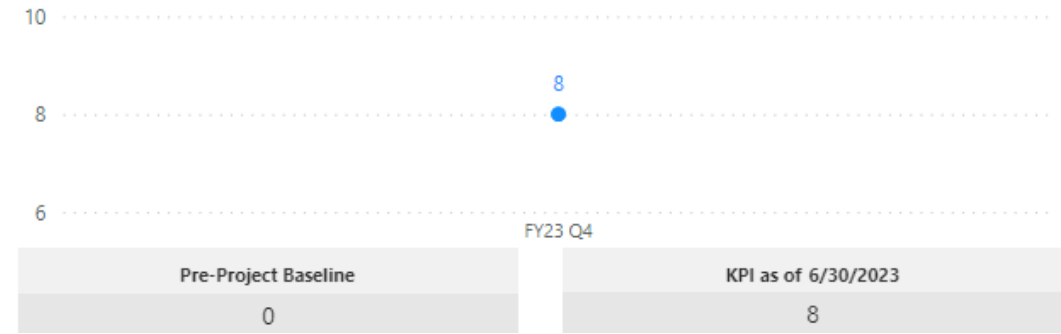 10
8
8
6
FY23 Q4
Pre-Project Baseline
0
KPI as of 6/30/2023
8